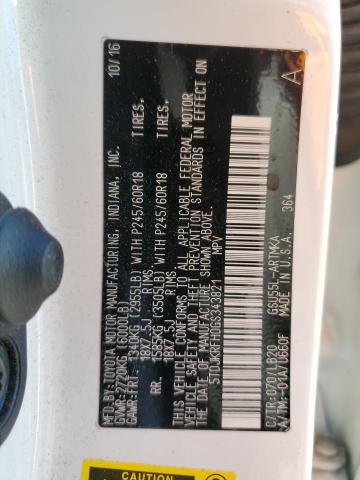 MFD. BY: TOYOTA MOTOR MANUFACTURING, INDIANA, INC. 10/16
GVWR: 2720KG (6000LB)
GAWR: FRT. 1340KG (2955LB) WITH P245/60R18 TIRES,
18X7.5J RIMS,
RR. 1585KG (3505LB) WITH P245/60R18 TIRES,
18X7.5J RIMS,
THIS VEHICLE CONFORMS TO ALL APPLICABLE FEDERAL MOTOR
VEHICLE SAFETY AND THEFT PREVENTION STANDARDS IN EFFECT ON
THE DATE OF MANUFACTURE SHOWN ABOVE.
MPV
A
C/TR: 070/LB20 GSU55L-ARTMKA
A/TM: -01A/U660F MADE IN U.S.A. 364
CAUTION